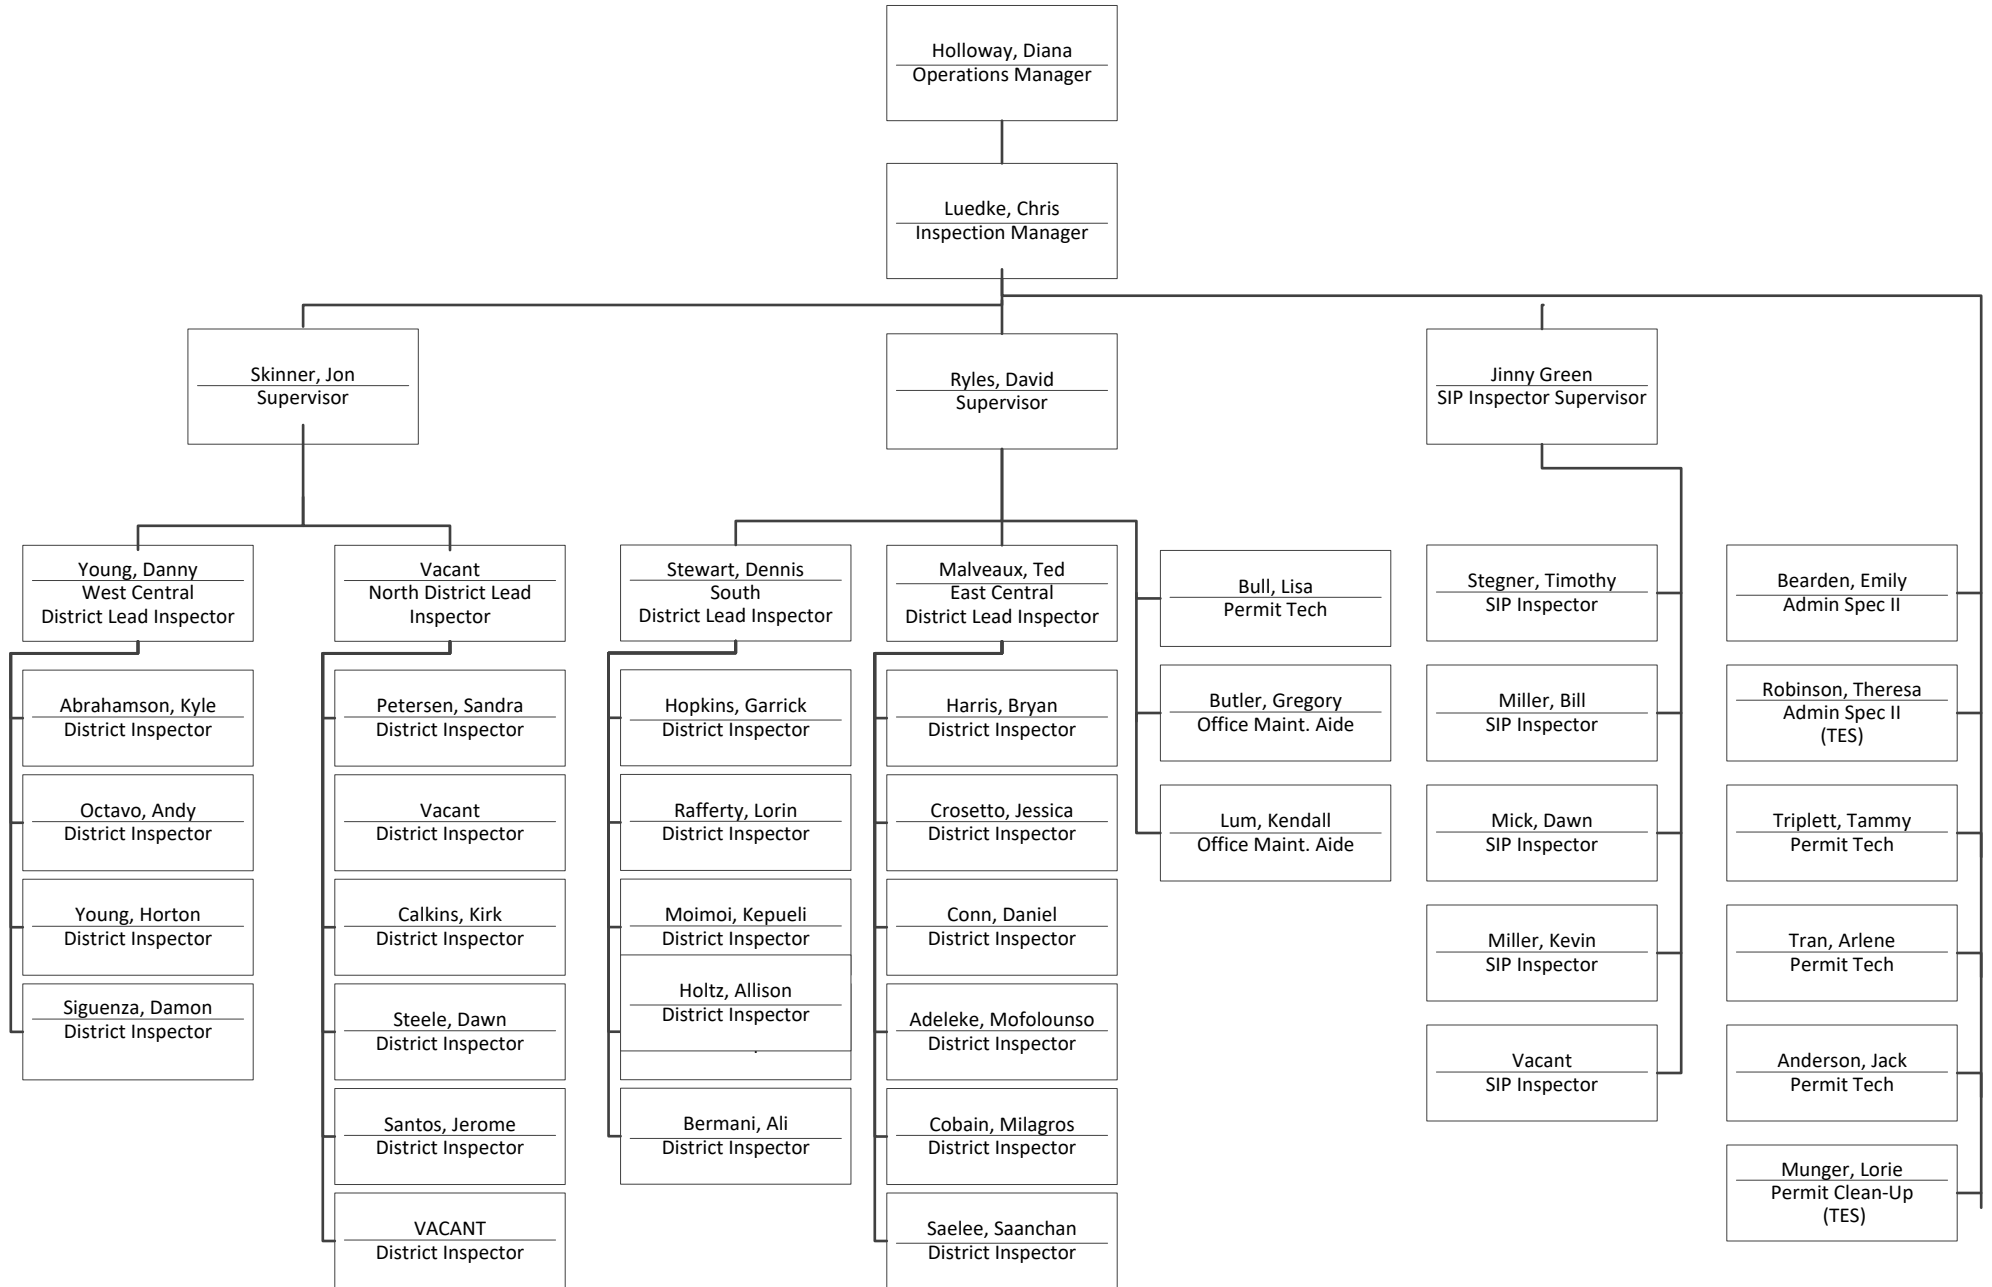 Holloway, Diana
Operations Manager
Luedke, Chris
Inspection Manager
Skinner, Jon
Supervisor
Ryles, David
Supervisor
Jinny Green
SIP Inspector Supervisor
Young, Danny
West Central
District Lead Inspector
Vacant
North District Lead
Inspector
Stewart, Dennis
South
District Lead Inspector
Malveaux, Ted
East Central
District Lead Inspector
Bull, Lisa
Permit Tech
Butler, Gregory
Office Maint. Aide
Lum, Kendall
Office Maint. Aide
Abrahamson, Kyle
District Inspector
Octavo, Andy
District Inspector
Young, Horton
District Inspector
Siguenza, Damon
District Inspector
Petersen, Sandra
District Inspector
Vacant
District Inspector
Calkins, Kirk
District Inspector
Steele, Dawn
District Inspector
Santos, Jerome
District Inspector
VACANT
District Inspector
Hopkins, Garrick
District Inspector
Rafferty, Lorin
District Inspector
Moimoi, Kepueli
District Inspector
Holtz, Allison
District Inspector
Bermani, Ali
District Inspector
Harris, Bryan
District Inspector
Crosetto, Jessica
District Inspector
Conn, Daniel
District Inspector
Adeleke, Mofolounso
District Inspector
Cobain, Milagros
District Inspector
Saelee, Saanchan
District Inspector
Stegner, Timothy
SIP Inspector
Miller, Bill
SIP Inspector
Mick, Dawn
SIP Inspector
Miller, Kevin
SIP Inspector
Vacant
SIP Inspector
Bearden, Emily
Admin Spec II
Robinson, Theresa
Admin Spec II
(TES)
Triplett, Tammy
Permit Tech
Tran, Arlene
Permit Tech
Anderson, Jack
Permit Tech
Munger, Lorie
Permit Clean-Up
(TES)